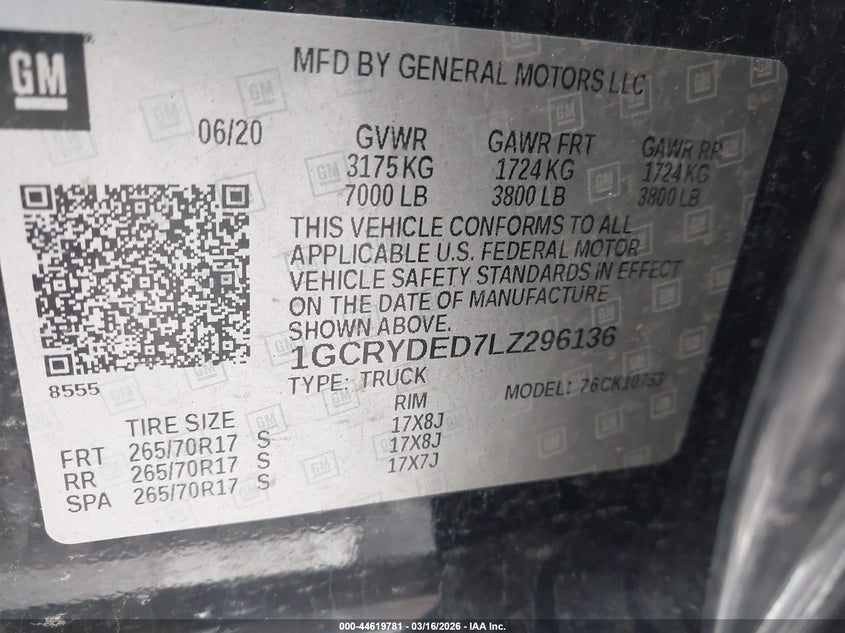 GM
MFD BY GENERAL MOTORS LLC
06/20 GVWR GAWR FRT GAWR RR
3175 KG 1724 KG 1724 KG
7000 LB 3800 LB 3800 LB
THIS VEHICLE CONFORMS TO ALL
APPLICABLE U.S. FEDERAL MOTOR
VEHICLE SAFETY STANDARDS IN EFFECT
ON THE DATE OF MANUFACTURE
SHOWN ABOVE.
1GCRYDED7LZ296136
8555
TYPE: TRUCK MODEL: 76CK10753
TIRE SIZE RIM
FRT 265/70R17 S 17X8J
RR 265/70R17 S 17X8J
SPA 265/70R17 S 17X7J
000-44619781 - 03/16/2026 - IAA Inc.